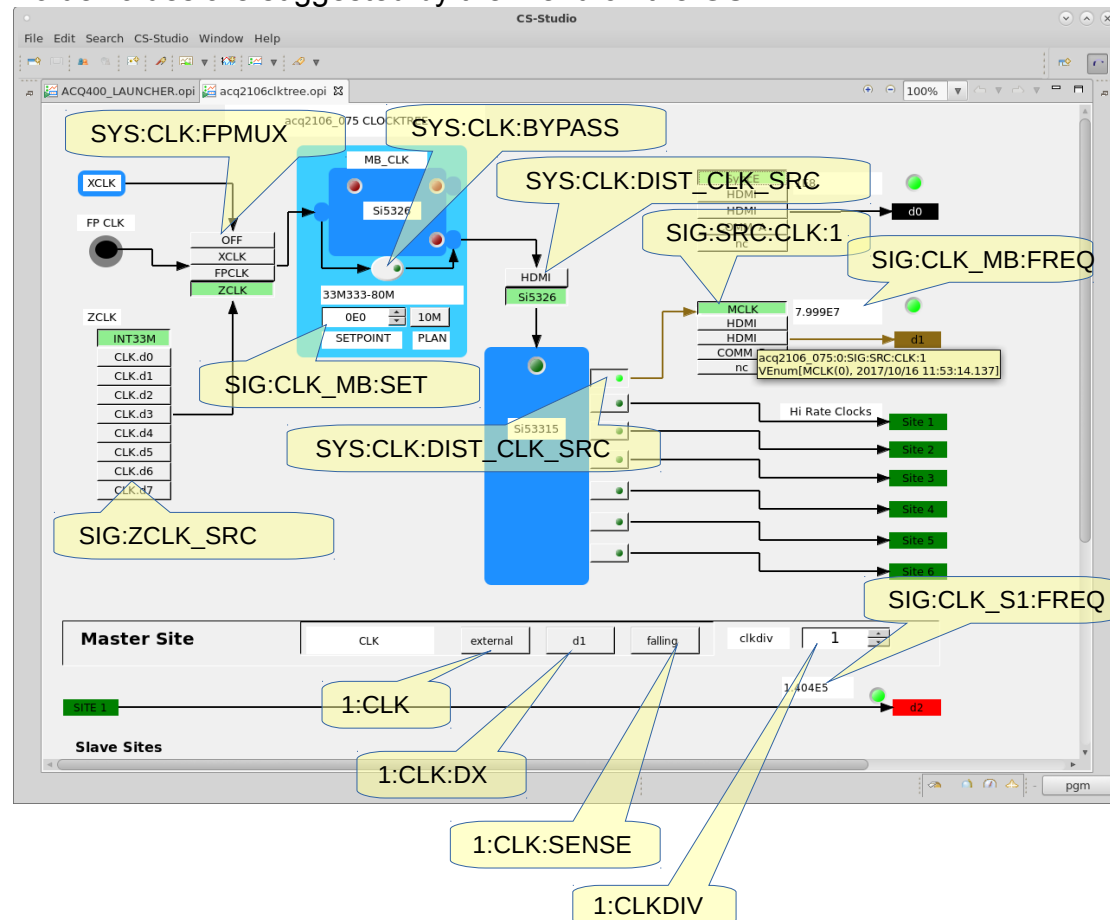 CS-Studio
File Edit Search CS-Studio Window Help
ACQ400_LAUNCHER.opi acq2106clktree.opi
100%
acq2106_075 CLOCKTREE
SYS:CLK:FPMUX
SYS:CLK:BYPASS
MB_CLK
XCLK
SYS:CLK:DIST_CLK_SRC
HDMI
HDMI
d0
nc
Si5326
FP CLK
SIG:SRC:CLK:1
OFF
XCLK
FPCLK
ZCLK
SIG:CLK_MB:FREQ
HDMI
Si5326
33M333-80M
0E0 10M
SETPOINT PLAN
MCLK 7.999E7
HDMI
HDMI d1
COMM
nc
acq2106_075:0:SIG:SRC:CLK:1
VEnum[MCLK(0), 2017/10/16 11:53:14.137]
ZCLK
INT33M
CLK.d0
CLK.d1
CLK.d2
CLK.d3
CLK.d4
CLK.d5
CLK.d6
CLK.d7
SIG:CLK_MB:SET
SYS:CLK:DIST_CLK_SRC
SIG:ZCLK_SRC
Si53315
Hi Rate Clocks
Site 1
Site 2
Site 3
Site 4
Site 5
Site 6
SIG:CLK_S1:FREQ
Master Site CLK external d1 falling clkdiv 1
1:CLK
1.404E5
SITE 1 d2
Slave Sites
1:CLK:DX
pgm
1:CLK:SENSE
1:CLKDIV